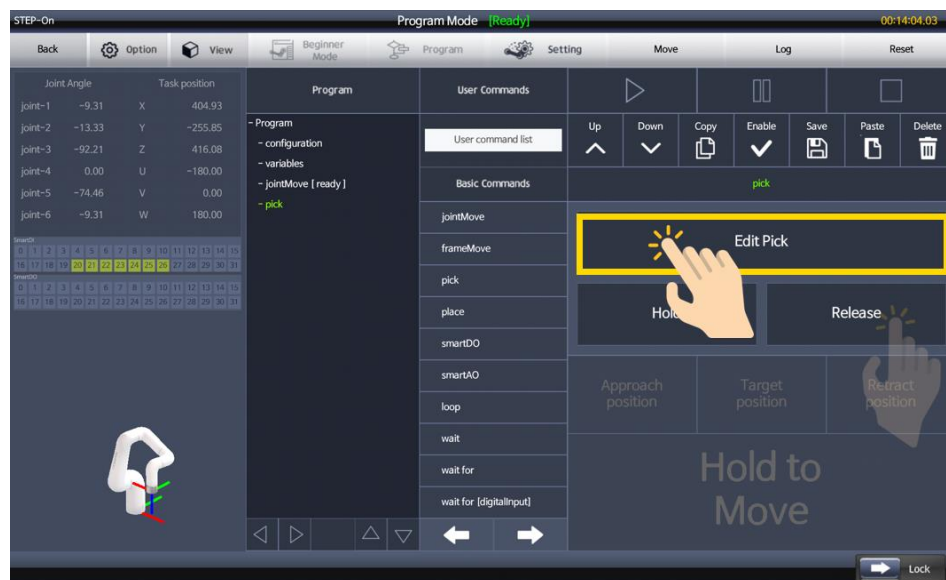 STEP-On
Program Mode [Ready]
00:14:04.03
Back
Option
View
Beginner
Mode
Program
Setting
Move
Log
Reset
Joint Angle Task position
joint-1 -9.31 X 404.93
joint-2 -13.33 Y -255.85
joint-3 -92.21 Z 416.08
joint-4 0.00 U -180.00
joint-5 -74.46 V 0.00
joint-6 -9.31 W 180.00
SmartDI
0 1 2 3 4 5 6 7 8 9 10 11 12 13 14 15
16 17 18 19 20 21 22 23 24 25 26 27 28 29 30 31
SmartDO
0 1 2 3 4 5 6 7 8 9 10 11 12 13 14 15
16 17 18 19 20 21 22 23 24 25 26 27 28 29 30 31
Program
- Program
- configuration
- variables
- jointMove [ ready ]
- pick
User Commands
User command list
Basic Commands
jointMove
frameMove
pick
place
smartDO
smartAO
loop
wait
wait for
wait for [digitalInput]
Up
Down
Copy
Enable
Save
Paste
Delete
pick
Edit Pick
Hol
Release
Approach
position
Target
position
Retract
position
Hold to
Move
Lock